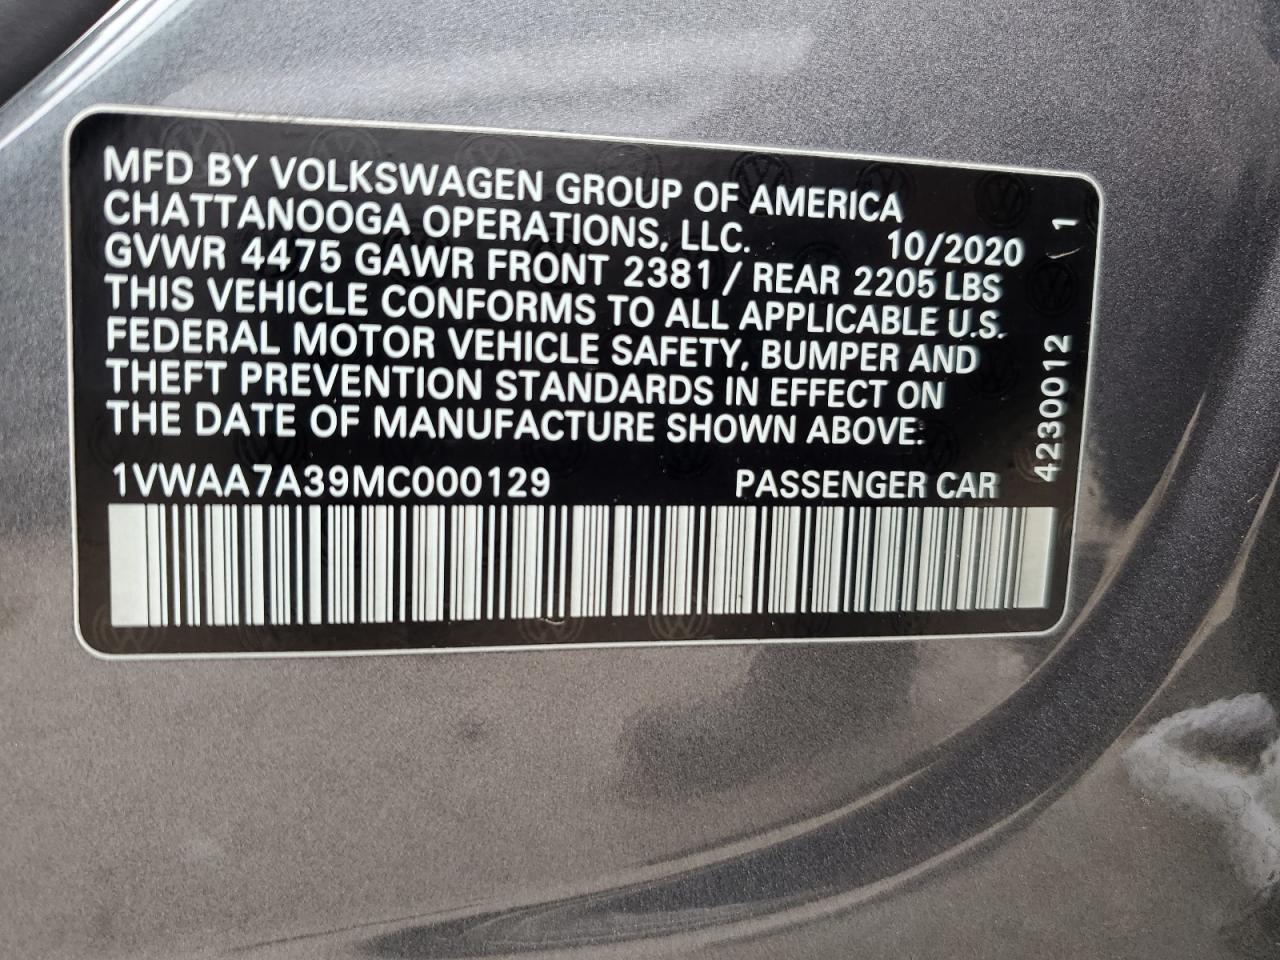 MFD BY VOLKSWAGEN GROUP OF AMERICA
CHATTANOOGA OPERATIONS, LLC. 10/2020
GVWR 4475 GAWR FRONT 2381 / REAR 2205 LBS
THIS VEHICLE CONFORMS TO ALL APPLICABLE U.S.
FEDERAL MOTOR VEHICLE SAFETY, BUMPER AND
THEFT PREVENTION STANDARDS IN EFFECT ON
THE DATE OF MANUFACTURE SHOWN ABOVE.
1VWAA7A39MC000129 PASSENGER CAR
4230012 1